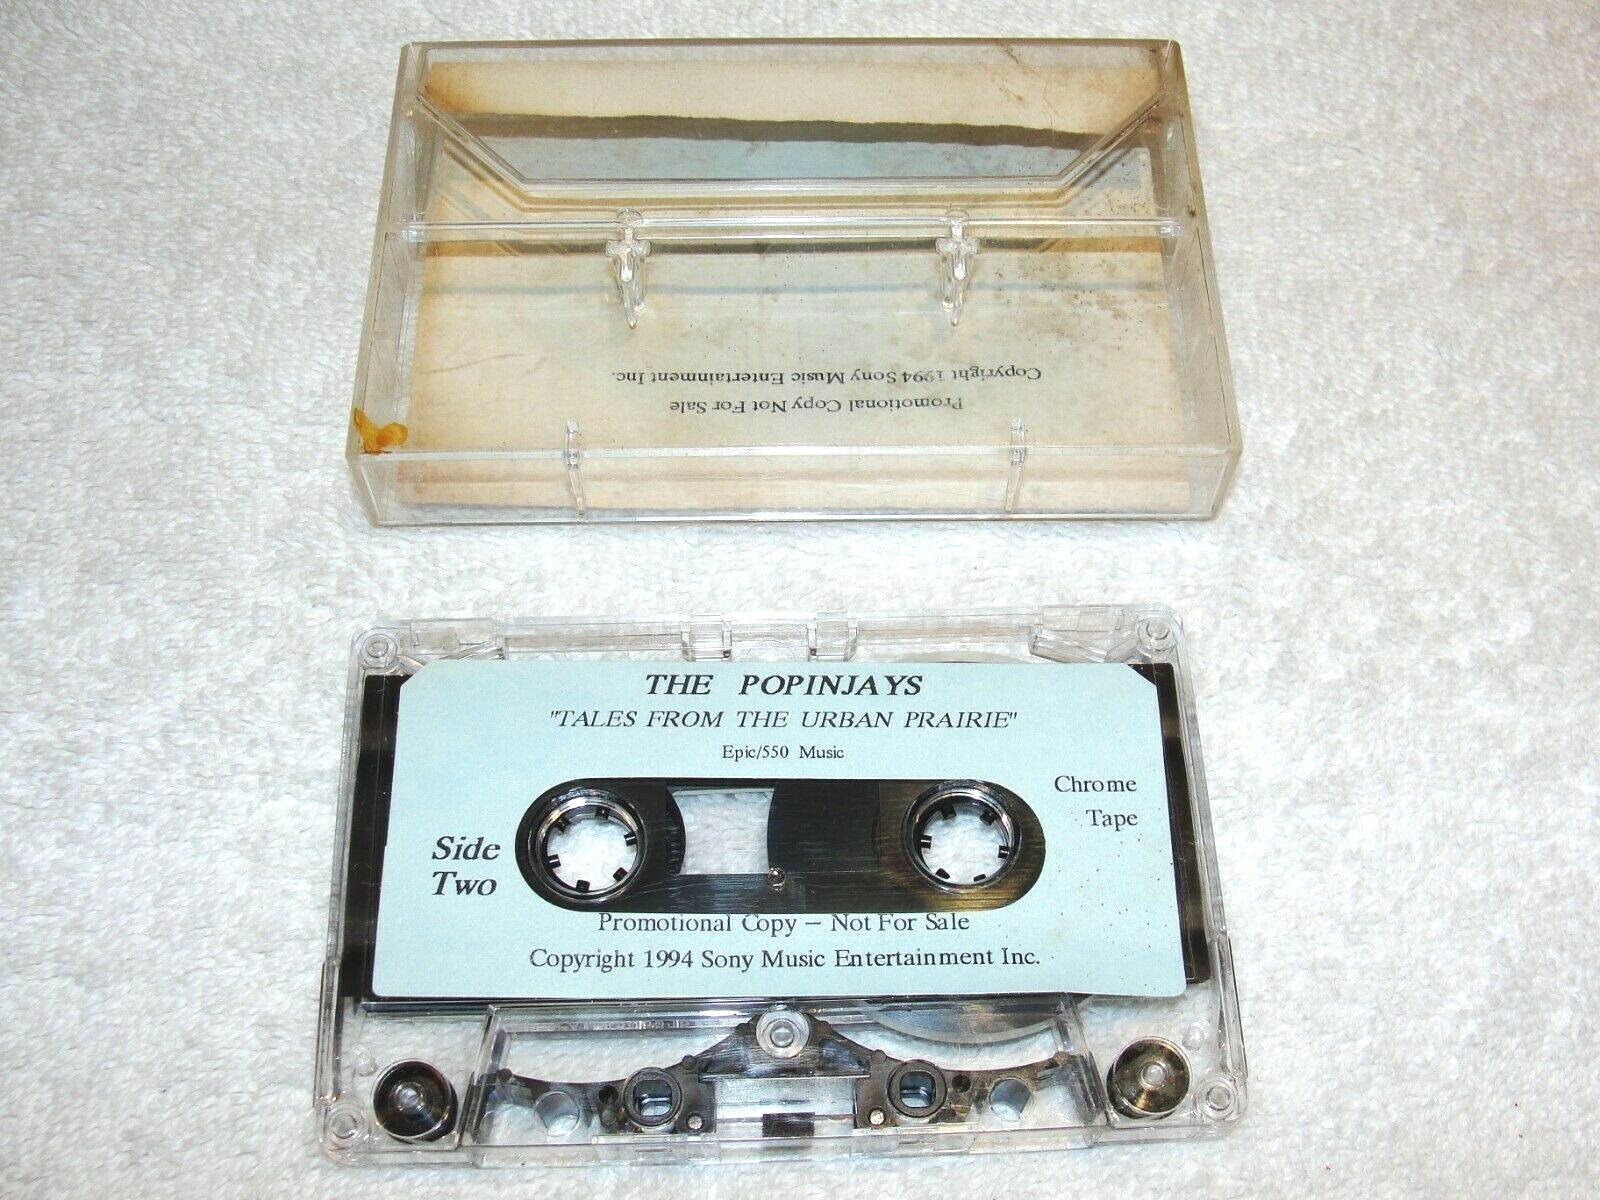 Copyright 1994 Sony Music Entertainment Inc.
Promotional Copy Not For Sale
THE POPINJAYS
"TALES FROM THE URBAN PRAIRIE"
Epic/550 Music
Chrome
Tape
Side
Two
Promotional Copy – Not For Sale
Copyright 1994 Sony Music Entertainment Inc.